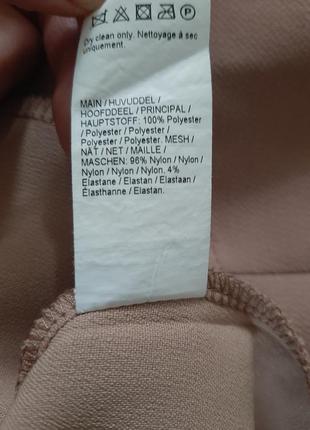 Dry clean only. Nettoyage à sec
uniquement.
MAIN / HUVUDDEL /
HOOFDDEEL / PRINCIPAL /
HAUPTSTOFF: 100% Polyester
/ Polyester / Polyester /
Polyester / Polyester. MESH /
NÄT / NET / MAILLE /
MASCHEN: 96% Nylon / Nylon /
Nylon / Nylon / Nylon. 4%
Elastane / Elastan / Elastaan /
Élasthanne / Elastan.